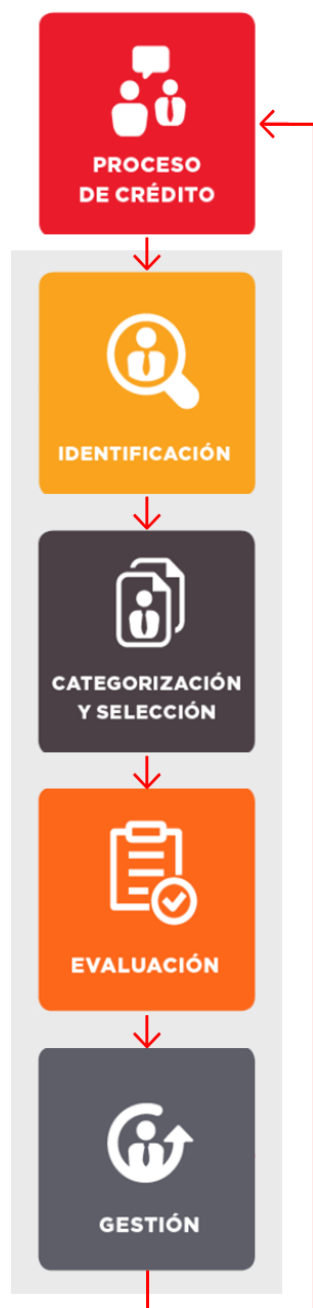 PROCESO
DE CRÉDITO
IDENTIFICACIÓN
CATEGORIZACIÓN
Y SELECCIÓN
EVALUACIÓN
GESTIÓN